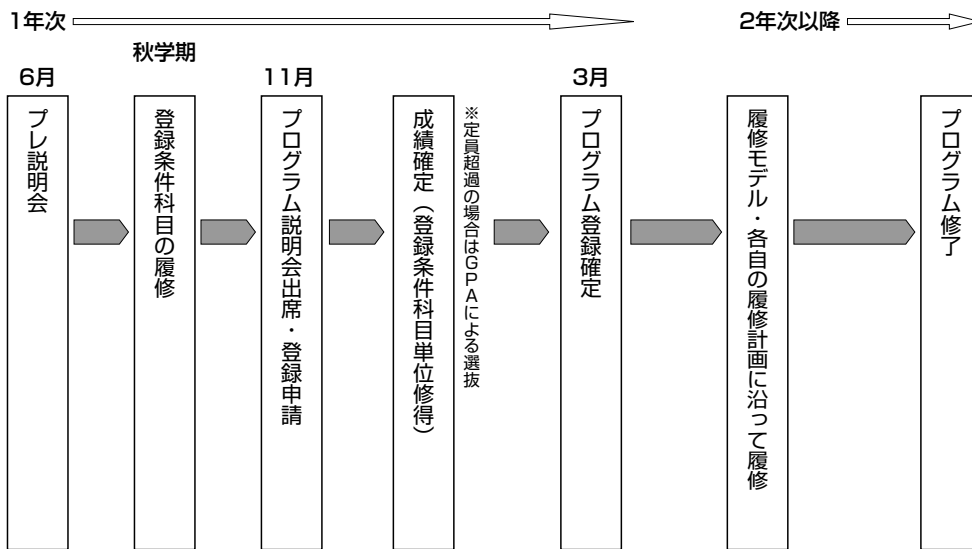 1年次
2年次以降
秋学期
6月
11月
3月
プレ説明会
登録条件科目の履修
プログラム説明会出席・登録申請
成績確定（登録条件科目単位修得）
※定員超過の場合はGPAによる選抜
プログラム登録確定
履修モデル・各自の履修計画に沿って履修
プログラム修了